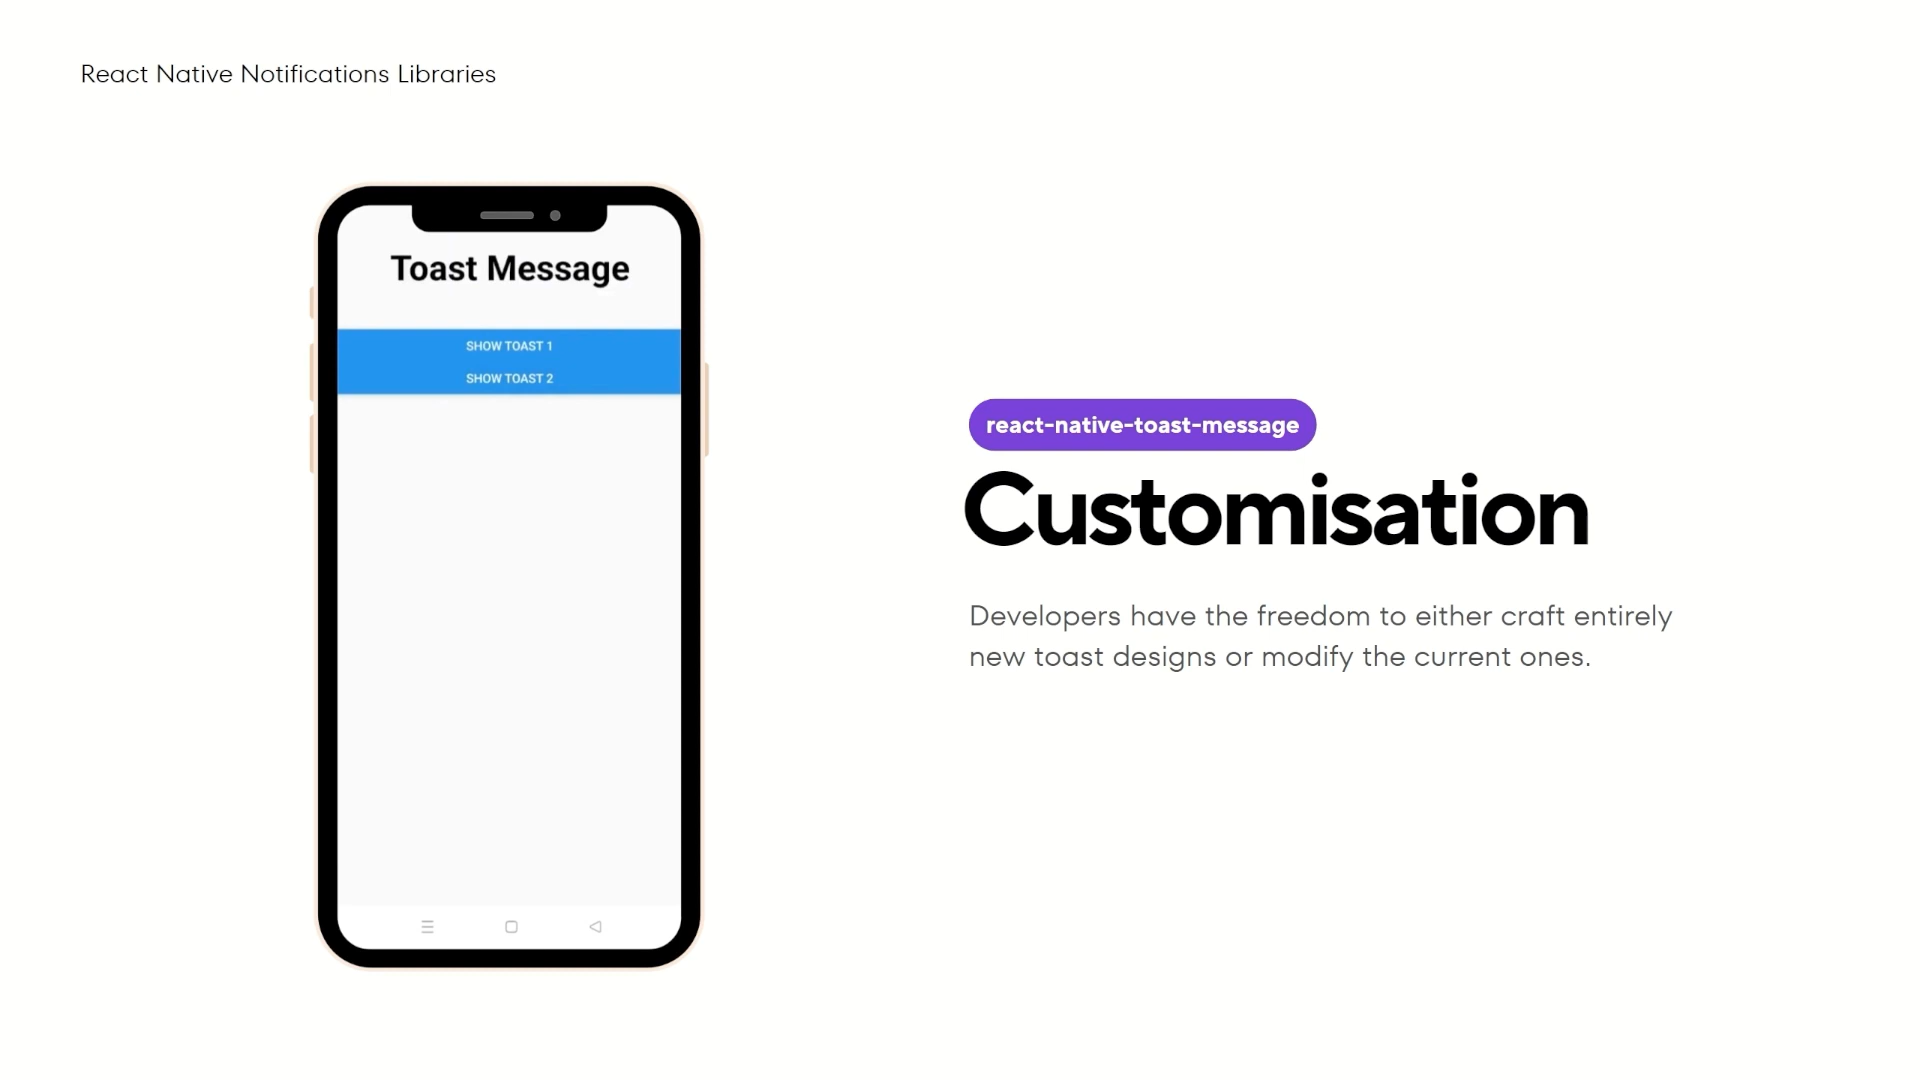 React Native Notifications Libraries
Toast Message
SHOW TOAST 1
SHOW TOAST 2
react-native-toast-message
Customisation
Developers have the freedom to either craft entirely
new toast designs or modify the current ones.